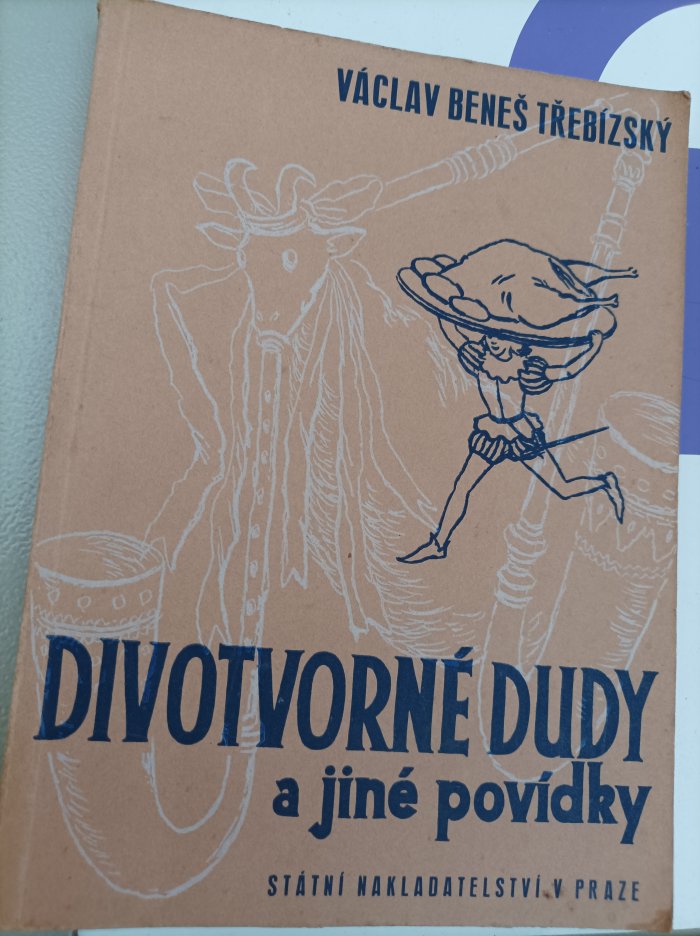 VÁCLAV BENEŠ TŘEBÍZSKÝ
DIVOTVORNÉ DUDY
a jiné povídky
STÁTNÍ NAKLADATELSTVÍ V PRAZE